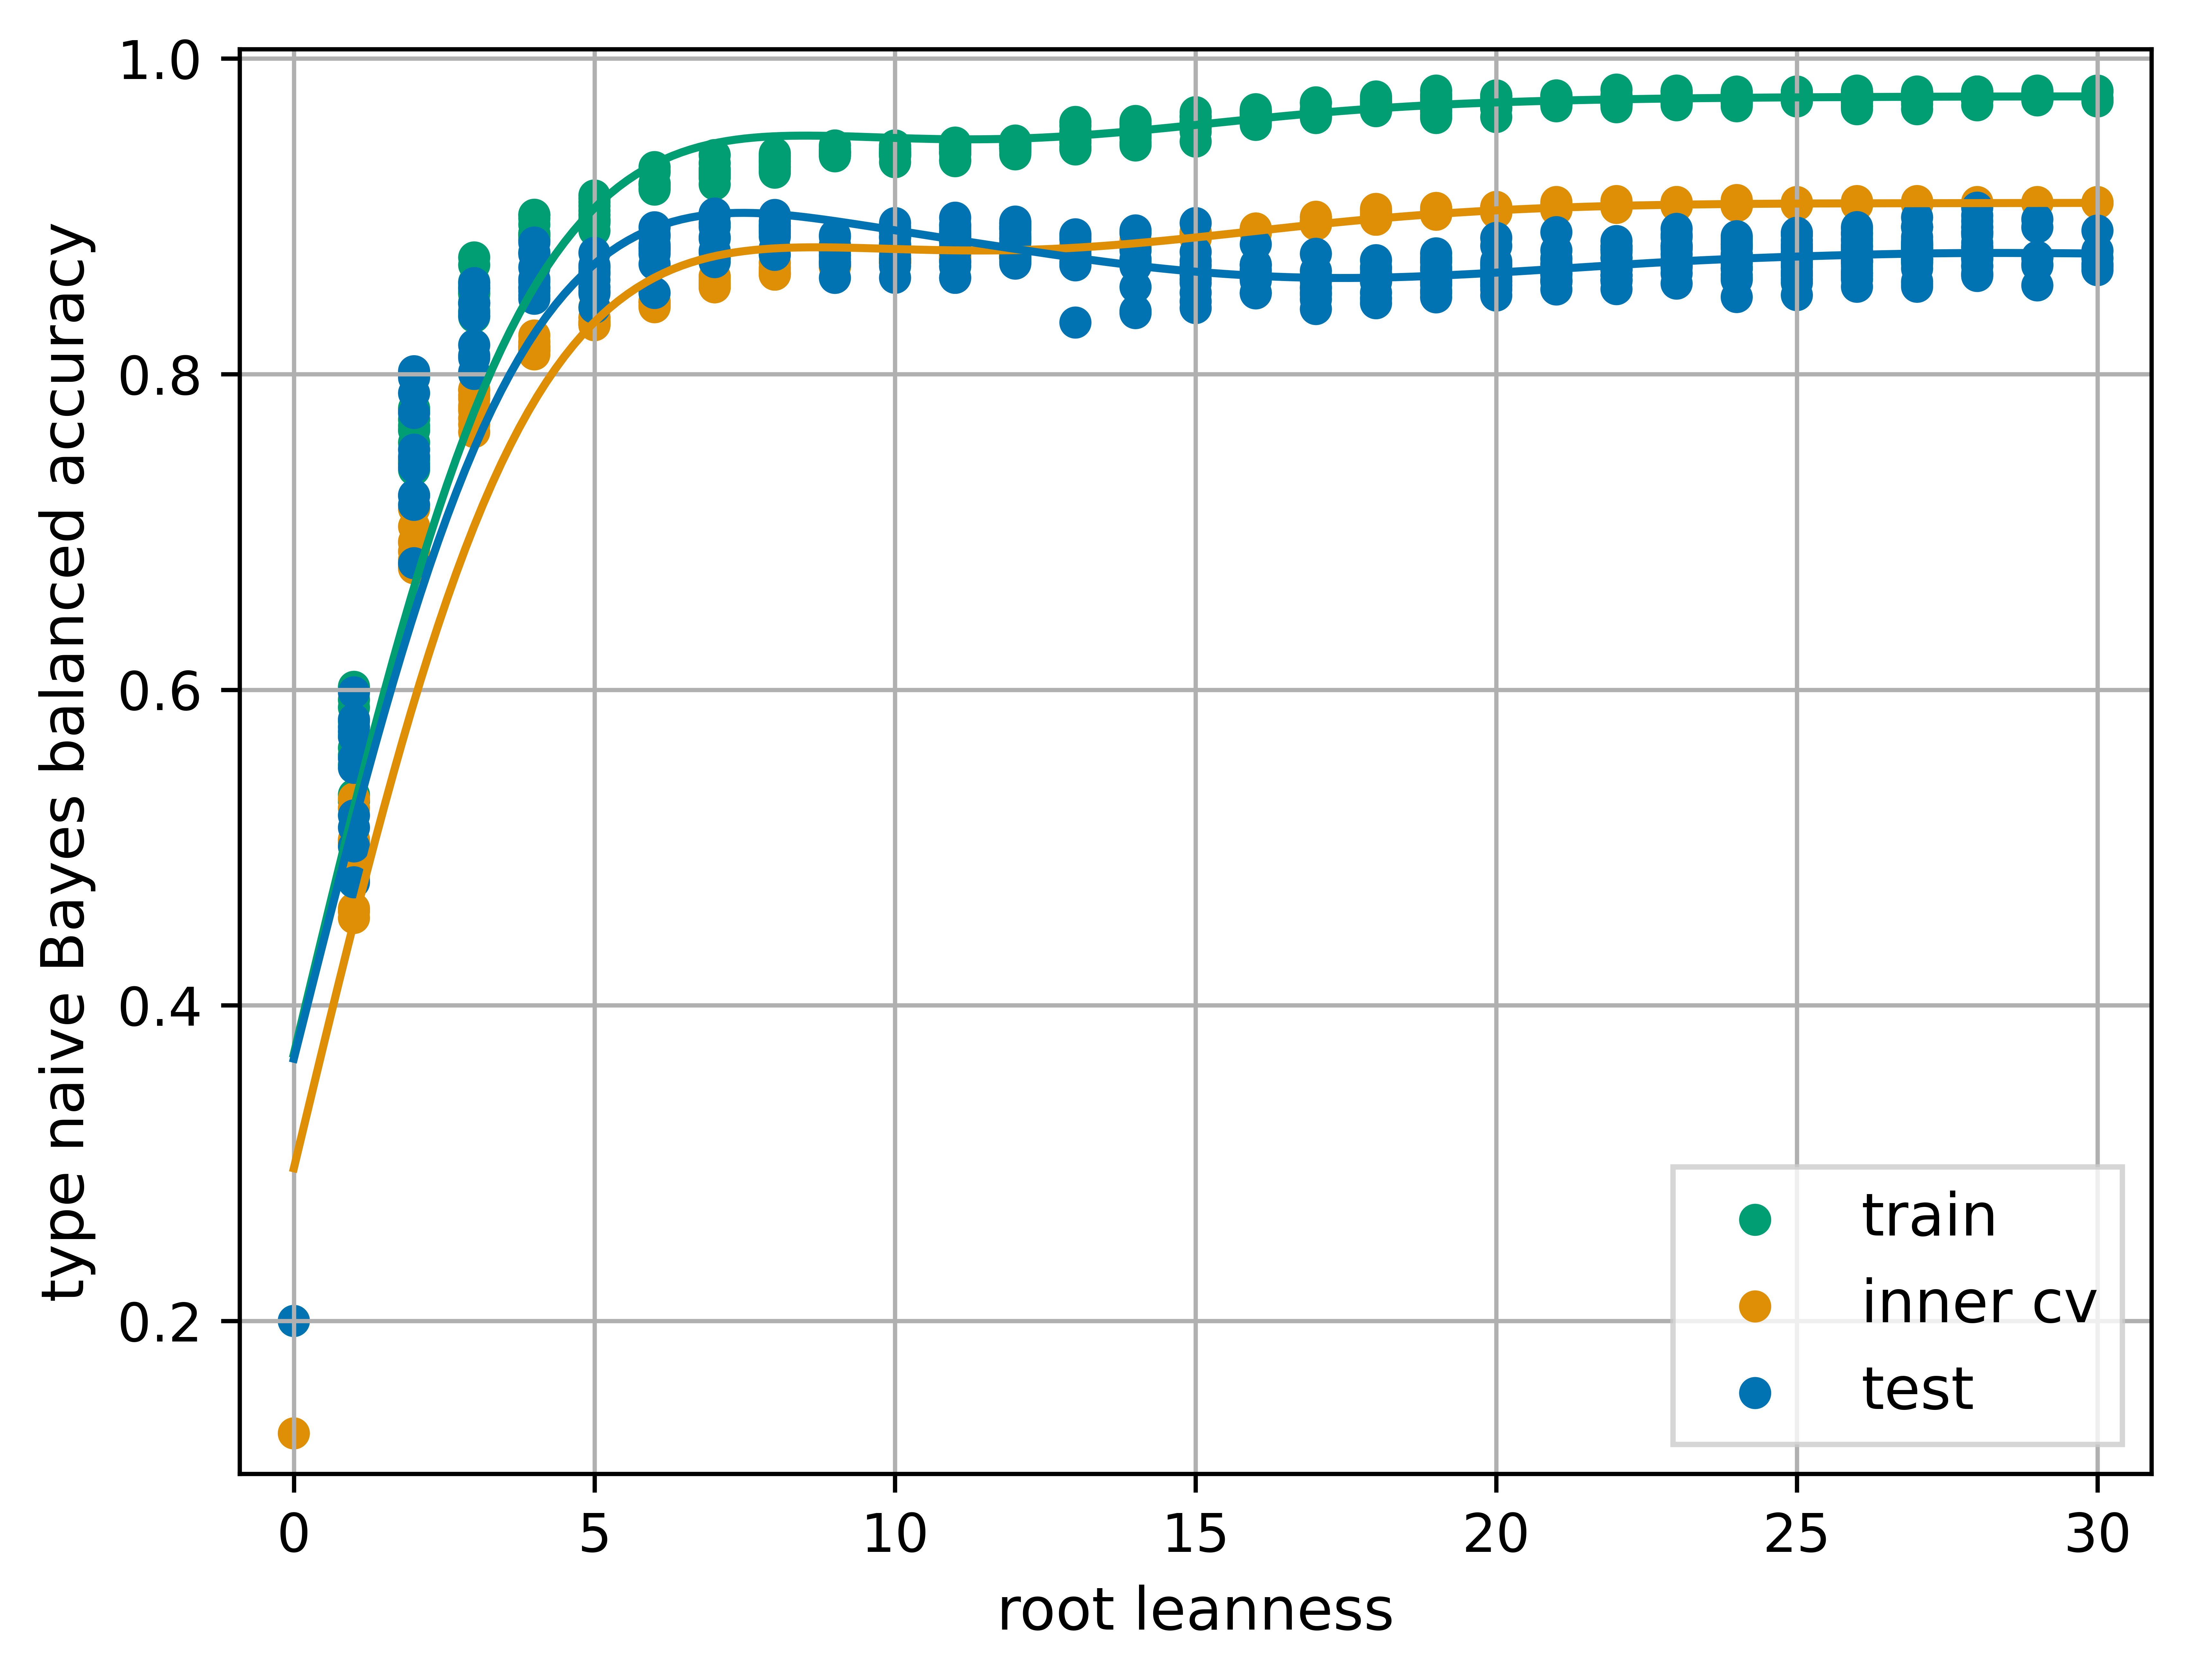 1.0
0.8
0.6
0.4
0.2
type naive Bayes balanced accuracy
train
inner cv
test
0 5 10 15 20 25 30
root leanness